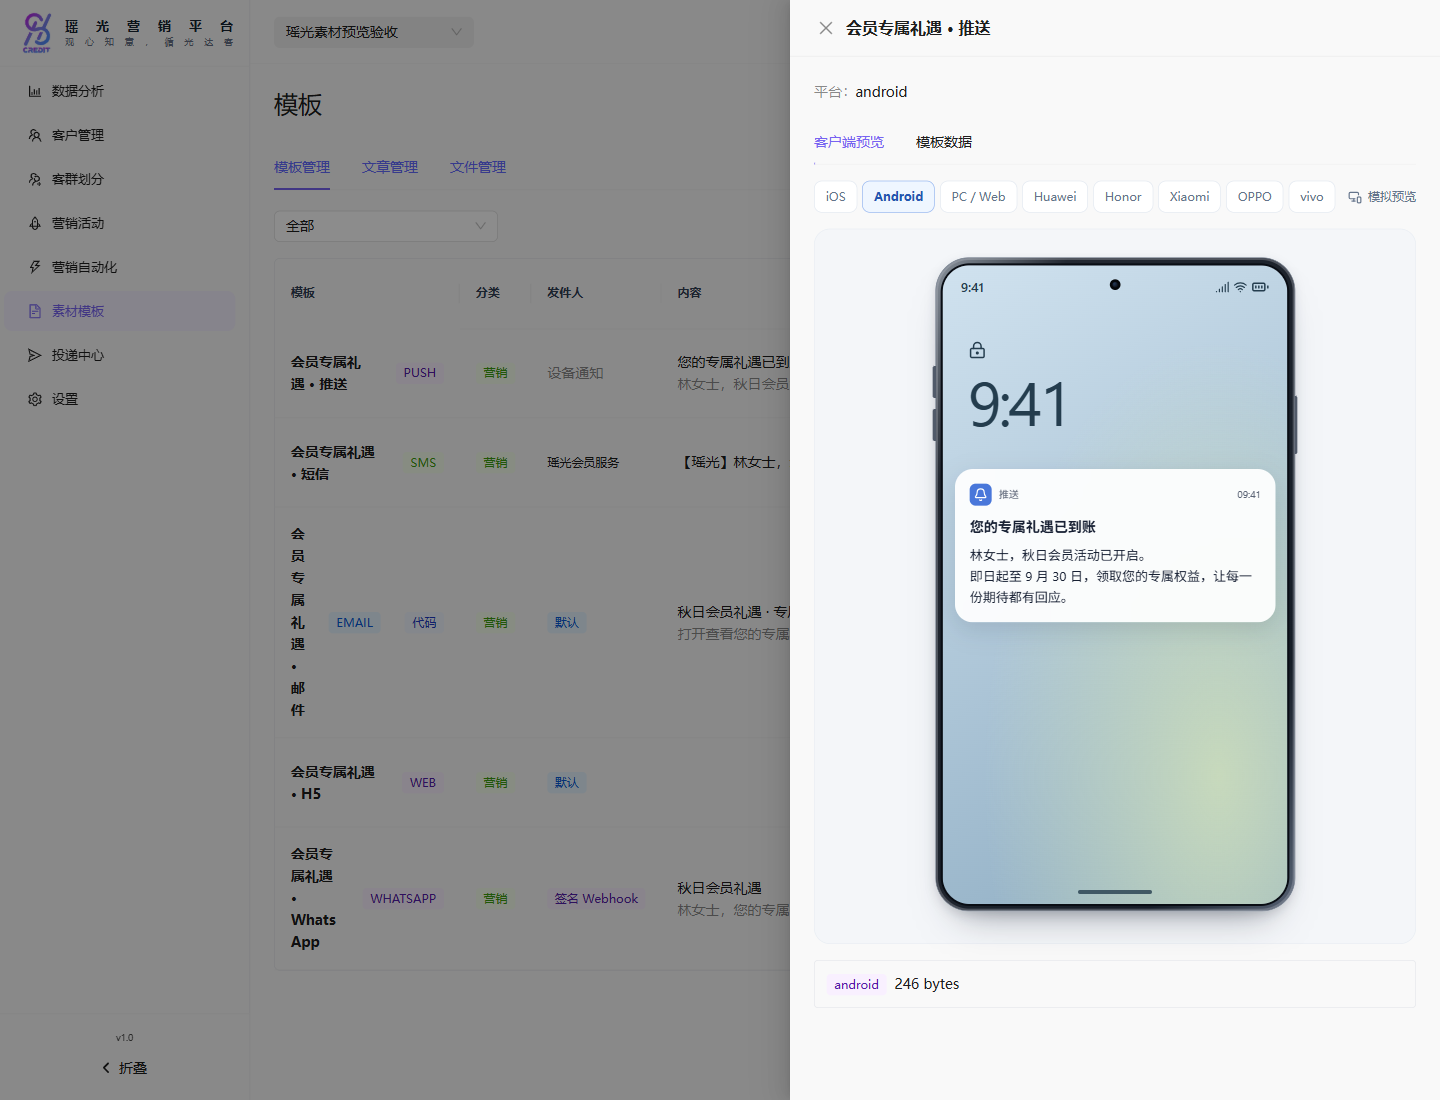 瑶光营销平台
观心知意，循光达客
CREDIT
数据分析
客户管理
客群划分
营销活动
营销自动化
素材模板
投递中心
设置
v1.0
折叠
瑶光素材预览验收
模板
模板管理 文章管理 文件管理
全部
模板 分类 发件人 内容
会员专属礼
遇 • 推送
PUSH 营销 设备通知
您的专属礼遇已到
林女士，秋日会员
会员专属礼遇
• 短信
SMS 营销 瑶光会员服务 【瑶光】林女士，
会
员
专
属
礼
遇
•
邮
件
EMAIL 代码 营销 默认
秋日会员礼遇 · 专
打开查看您的专属
会员专属礼遇
• H5
WEB 营销 默认
会员专
属礼遇
•
Whats
App
WHATSAPP 营销 签名 Webhook
秋日会员礼遇
林女士，您的专属
会员专属礼遇 • 推送
平台：android
客户端预览 模板数据
iOS Android PC / Web Huawei Honor Xiaomi OPPO vivo 模拟预览
9:41
9:41
推送 09:41
您的专属礼遇已到账
林女士，秋日会员活动已开启。
即日起至 9 月 30 日，领取您的专属权益，让每一
份期待都有回应。
android 246 bytes